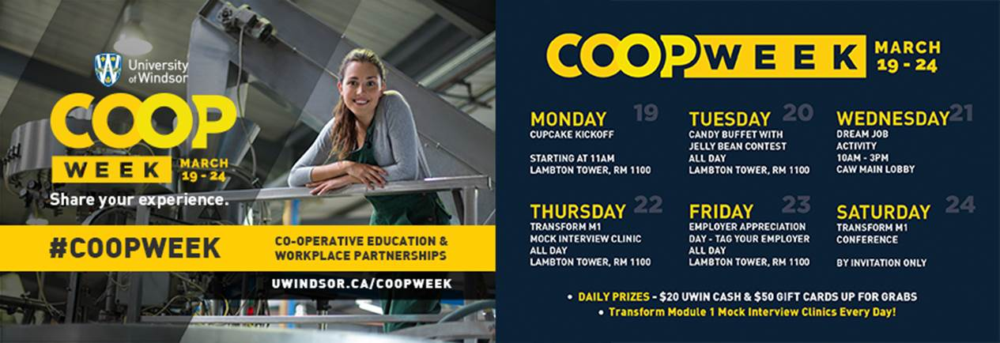 University
of Windsor
COOP
WEEK
MARCH
19 - 24
Share your experience.
#COOPWEEK
CO-OPERATIVE EDUCATION &
WORKPLACE PARTNERSHIPS
UWINDSOR.CA/COOPWEEK
COOPWEEK
MARCH
19 - 24
MONDAY 19
CUPCAKE KICKOFF
STARTING AT 11AM
LAMBTON TOWER, RM 1100
TUESDAY 20
CANDY BUFFET WITH
JELLY BEAN CONTEST
ALL DAY
LAMBTON TOWER, RM 1100
WEDNESDAY 21
DREAM JOB
ACTIVITY
10AM - 3PM
CAW MAIN LOBBY
THURSDAY 22
TRANSFORM M1
MOCK INTERVIEW CLINIC
ALL DAY
LAMBTON TOWER, RM 1100
FRIDAY 23
EMPLOYER APPRECIATION
DAY - TAG YOUR EMPLOYER
ALL DAY
LAMBTON TOWER, RM 1100
SATURDAY 24
TRANSFORM M1
CONFERENCE
BY INVITATION ONLY
• DAILY PRIZES - $20 UWIN CASH & $50 GIFT CARDS UP FOR GRABS
• Transform Module 1 Mock Interview Clinics Every Day!